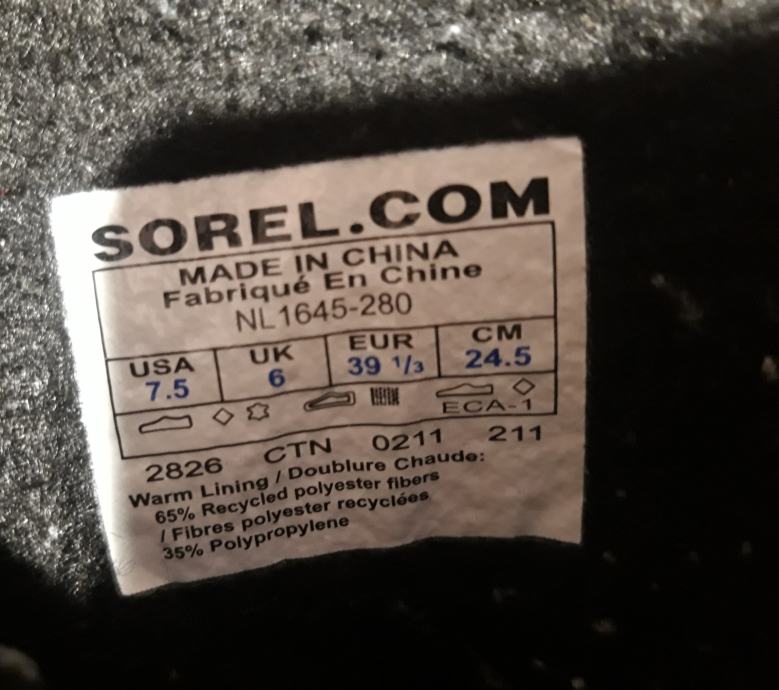 SOREL.COM
MADE IN CHINA
Fabriqué En Chine
NL1645-280
USA UK EUR CM
7.5 6 39 1/3 24.5
ECA-1
2826 CTN 0211 211
Warm Lining / Doublure Chaude:
65% Recycled polyester fibers
/ Fibres polyester recyclées
35% Polypropylene